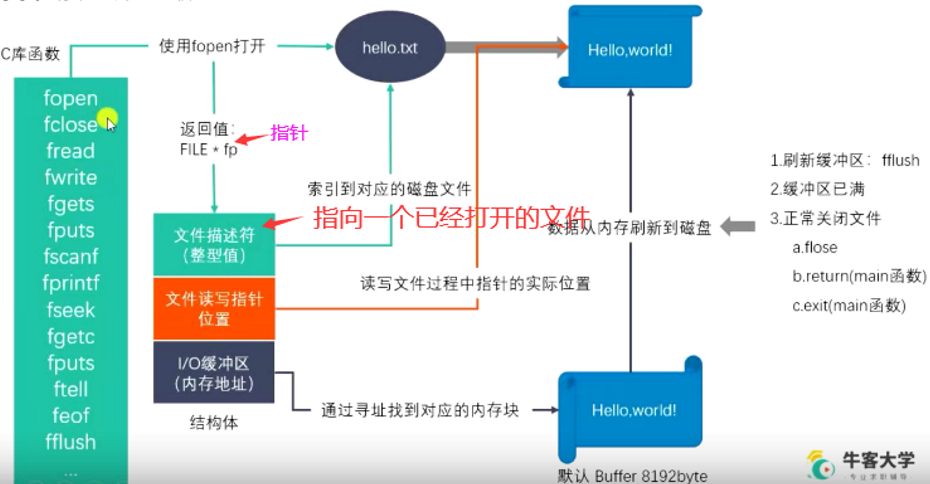 C库函数
fopen
fclose
fread
fwrite
fgets
fputs
fscanf
fprintf
fseek
fgetc
fputs
ftell
feof
fflush
...
使用fopen打开
hello.txt
Hello,world!
返回值：
FILE * fp
指针
索引到对应的磁盘文件
文件描述符
（整型值）
指向一个已经打开的文件
文件读写指针
位置
读写文件过程中指针的实际位置
I/O缓冲区
（内存地址）
结构体
通过寻址找到对应的内存块
Hello,world!
默认 Buffer 8192byte
数据从内存刷新到磁盘
1.刷新缓冲区：fflush
2.缓冲区已满
3.正常关闭文件
a.flose
b.return(main函数)
c.exit(main函数)
牛客大学
专业求职辅导